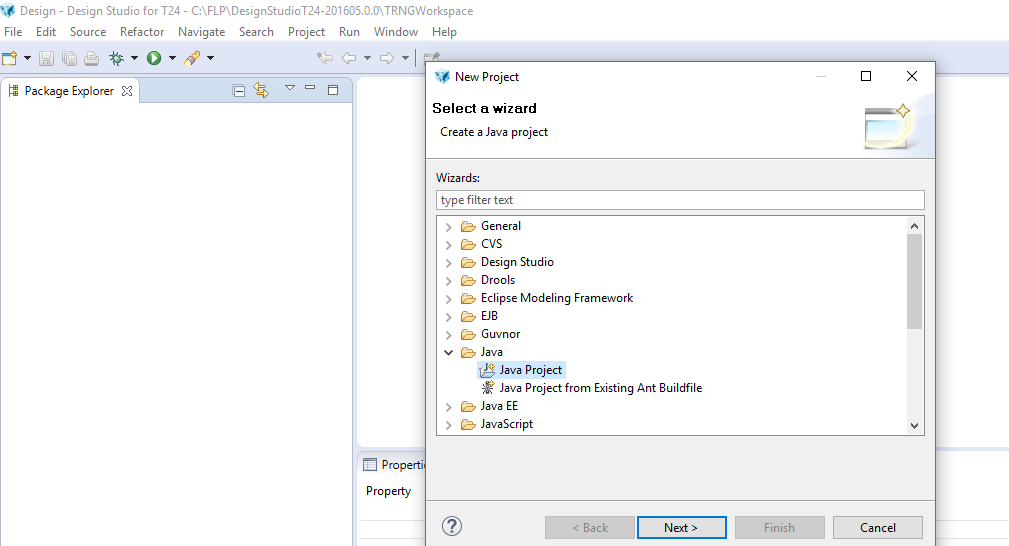 Design - Design Studio for T24 - C:\FLP\DesignStudioT24-201605.0.0\TRNGWorkspace
File Edit Source Refactor Navigate Search Project Run Window Help
Package Explorer
New Project
Select a wizard
Create a Java project
Wizards:
type filter text
General
CVS
Design Studio
Drools
Eclipse Modeling Framework
EJB
Guvnor
Java
Java Project
Java Project from Existing Ant Buildfile
Java EE
JavaScript
Properti
Property
? < Back Next > Finish Cancel